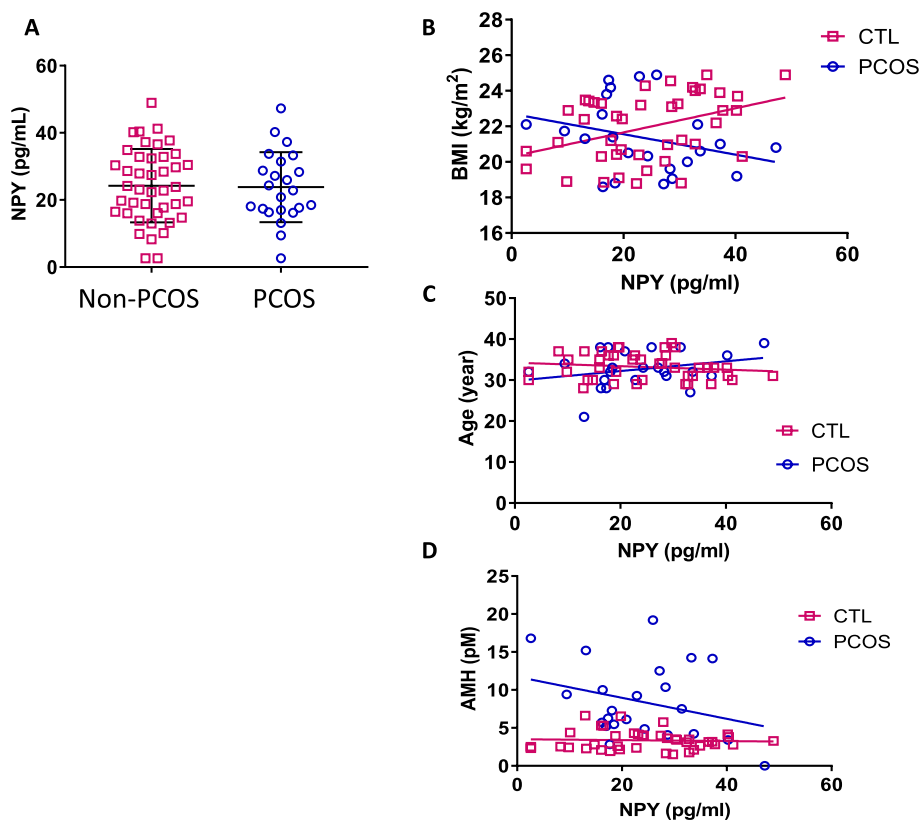 A
NPY (pg/mL)
60
40
20
0
Non-PCOS PCOS
B
BMI (kg/m²)
28
26
24
22
20
18
16
0 20 40 60
NPY (pg/ml)
CTL
PCOS
C
Age (year)
50
40
30
20
10
0
0 20 40 60
NPY (pg/ml)
CTL
PCOS
D
AMH (pM)
25
20
15
10
5
0
0 20 40 60
NPY (pg/ml)
CTL
PCOS